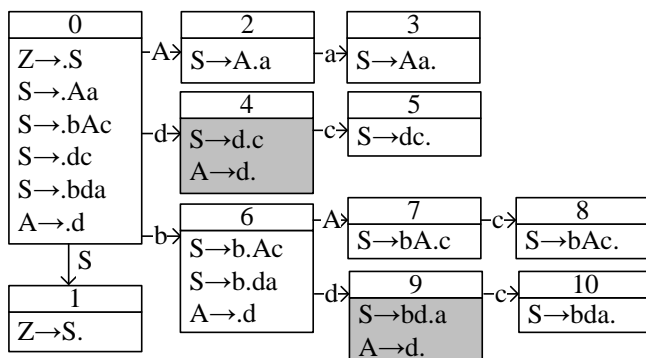 0
Z→.S
S→.Aa
S→.bAc
S→.dc
S→.bda
A→.d
A
2
S→A.a
a
3
S→Aa.
d
4
S→d.c
A→d.
c
5
S→dc.
b
6
S→b.Ac
S→b.da
A→.d
A
7
S→bA.c
c
8
S→bAc.
d
9
S→bd.a
A→d.
c
10
S→bda.
S
1
Z→S.